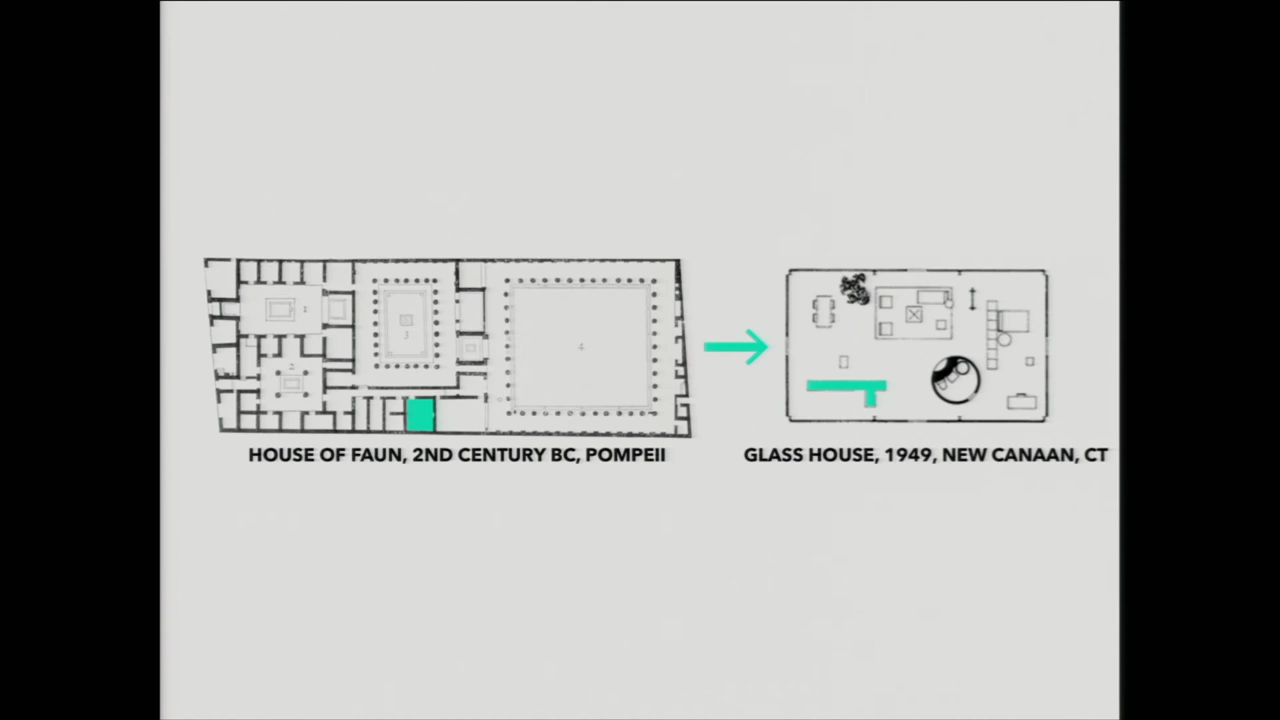 HOUSE OF FAUN, 2ND CENTURY BC, POMPEII
GLASS HOUSE, 1949, NEW CANAAN, CT